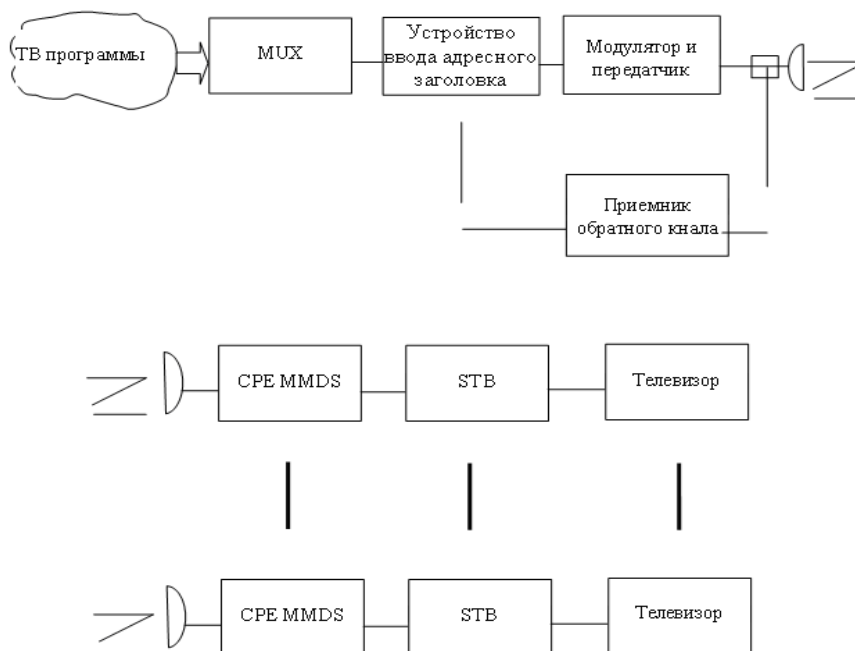 ТВ программы
MUX
Устройство
ввода адресного
заголовка
Модулятор и
передатчик
Приемник
обратного кнала
CPE MMDS
STB
Телевизор
CPE MMDS
STB
Телевизор